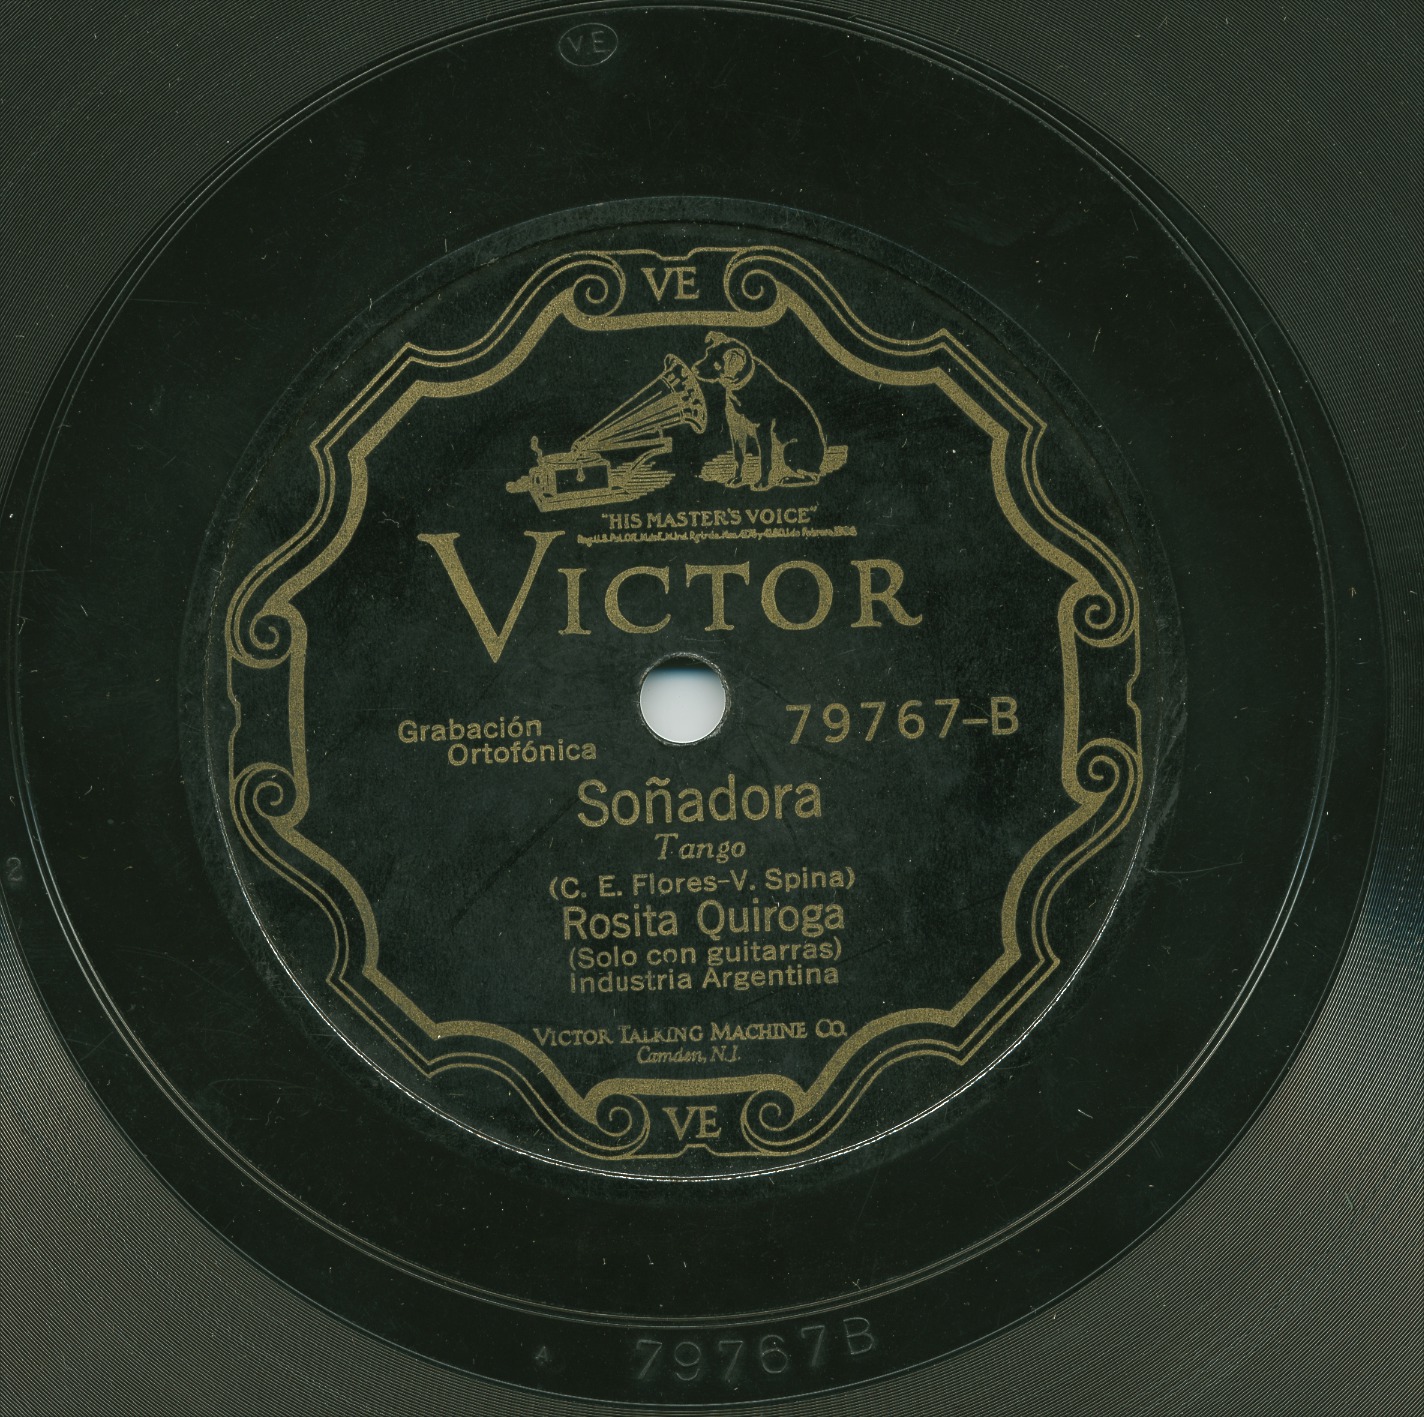 V.E
VE
"HIS MASTER'S VOICE"
VICTOR
79767-B
Grabación
Ortofónica
Soñadora
Tango
(C. E. Flores-V. Spina)
Rosita Quiroga
(Solo con guitarras)
Industria Argentina
VICTOR TALKING MACHINE CO.
Camden, N.J.
VE
2
A
79767B